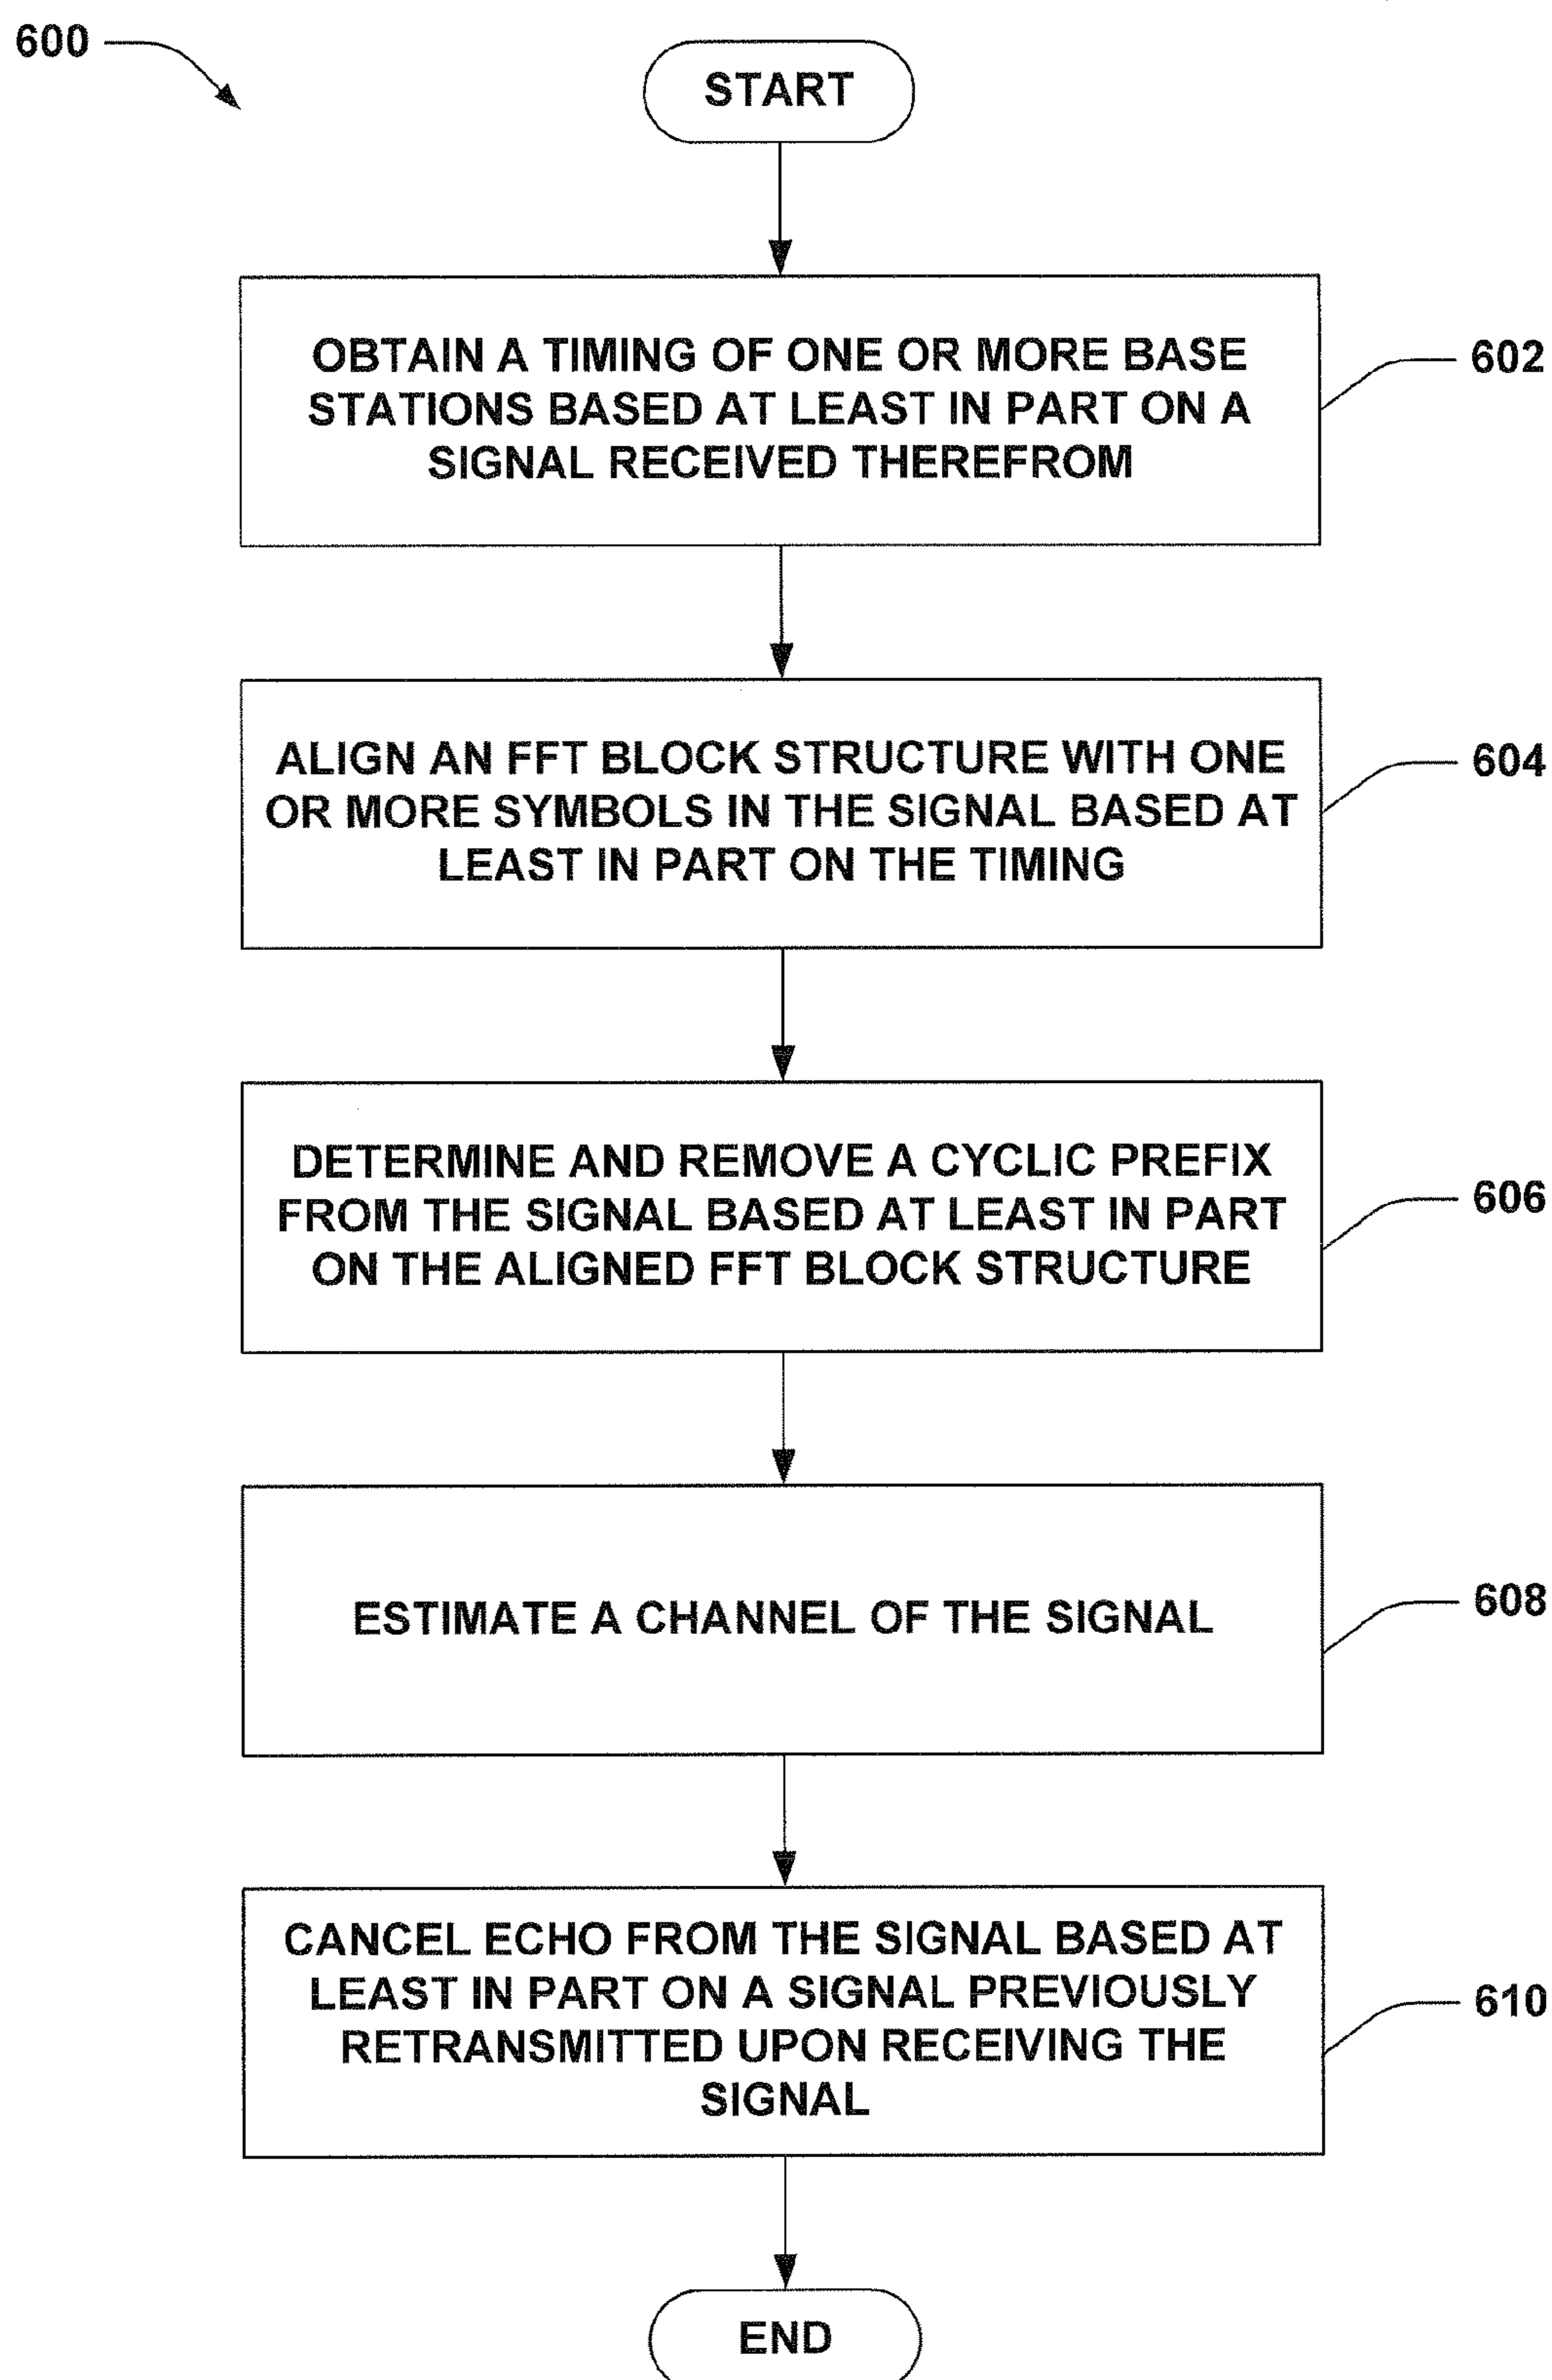 600
START
OBTAIN A TIMING OF ONE OR MORE BASE
STATIONS BASED AT LEAST IN PART ON A
SIGNAL RECEIVED THEREFROM
602
ALIGN AN FFT BLOCK STRUCTURE WITH ONE
OR MORE SYMBOLS IN THE SIGNAL BASED AT
LEAST IN PART ON THE TIMING
604
DETERMINE AND REMOVE A CYCLIC PREFIX
FROM THE SIGNAL BASED AT LEAST IN PART
ON THE ALIGNED FFT BLOCK STRUCTURE
606
ESTIMATE A CHANNEL OF THE SIGNAL
608
CANCEL ECHO FROM THE SIGNAL BASED AT
LEAST IN PART ON A SIGNAL PREVIOUSLY
RETRANSMITTED UPON RECEIVING THE
SIGNAL
610
END